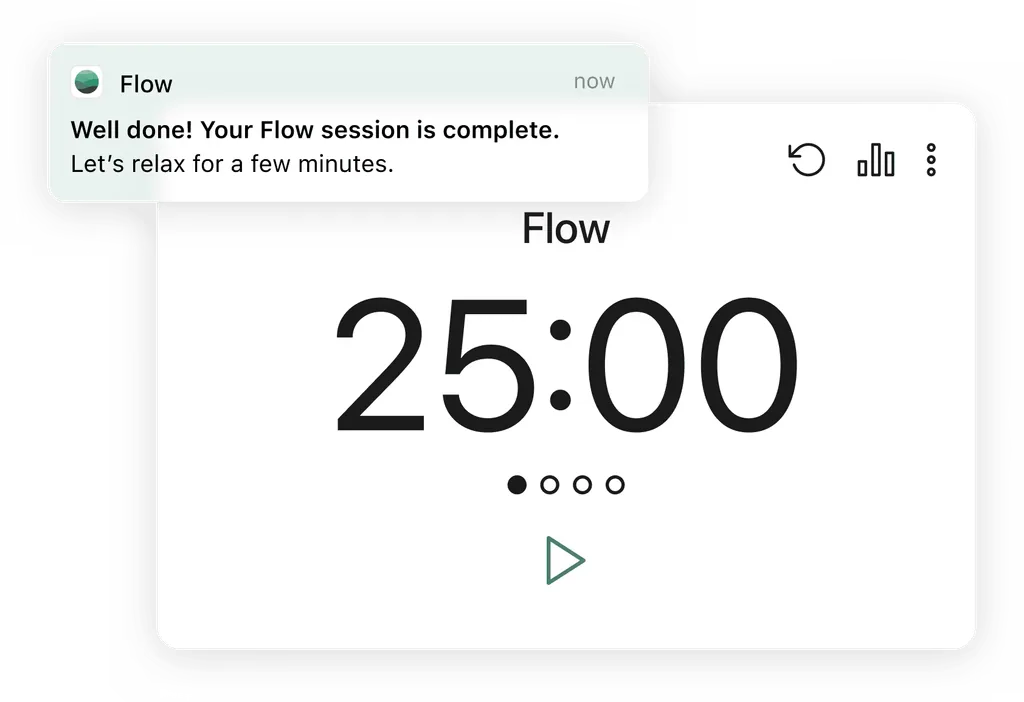 Flow
now
Well done! Your Flow session is complete.
Let’s relax for a few minutes.
Flow
25:00